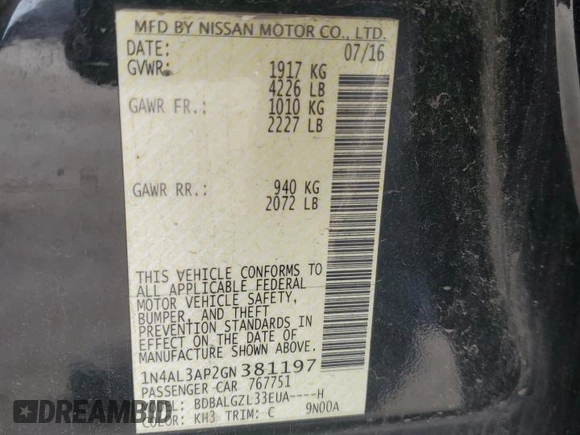 MFD BY NISSAN MOTOR CO., LTD.
DATE: 07/16
GVWR: 1917 KG
4226 LB
GAWR FR.: 1010 KG
2227 LB
GAWR RR.: 940 KG
2072 LB
THIS VEHICLE CONFORMS TO
ALL APPLICABLE FEDERAL
MOTOR VEHICLE SAFETY,
BUMPER, AND THEFT
PREVENTION STANDARDS IN
EFFECT ON THE DATE OF
MANUFACTURE SHOWN ABOVE.
1N4AL3AP2GN381197
PASSENGER CAR 767751
BDBALGZL33EUA----H
COLOR: KH3 TRIM: C 9N00A
DEALER
HISTORY